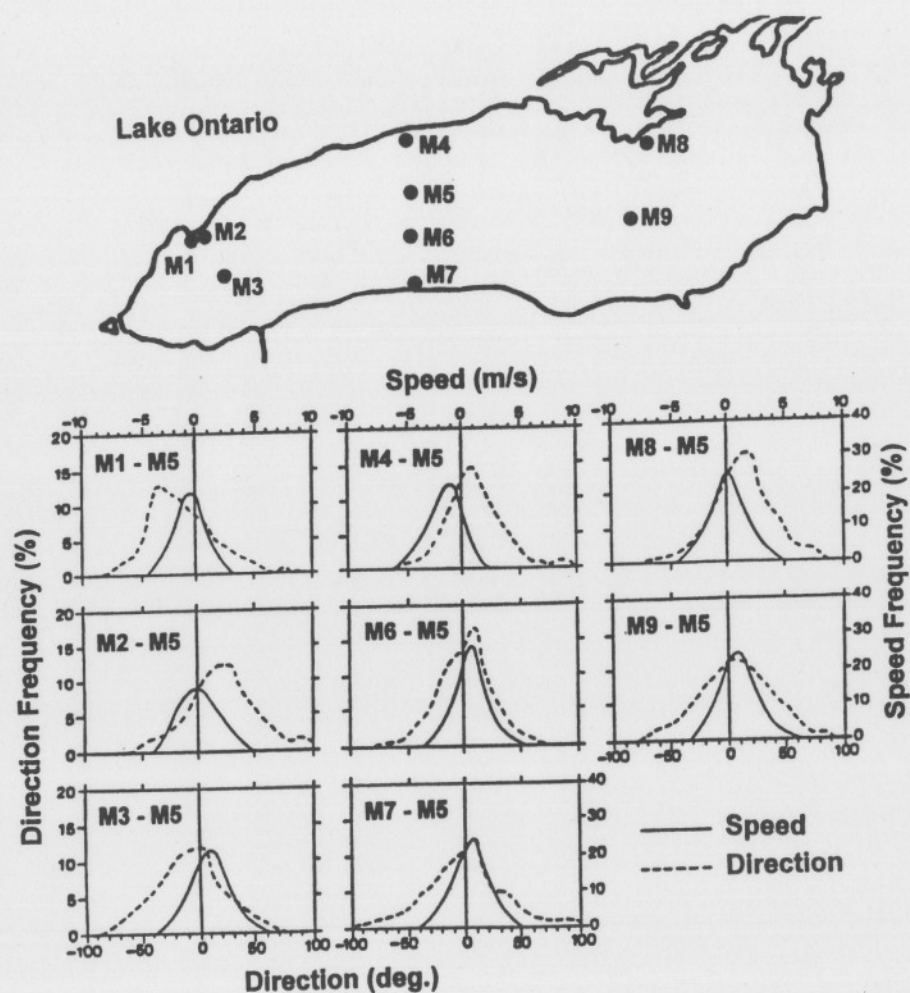 Lake Ontario
M4
M8
M5
M9
M2
M6
M1
M3
M7
Speed (m/s)
-10 -5 0 5 10
-10 -5 0 5 10
-10 -5 0 5 10
20
15
10
5
0
M1 - M5
M4 - M5
M8 - M5
40
30
20
10
0
20
15
10
5
0
M2 - M5
M6 - M5
M9 - M5
40
30
20
10
0
-100 -50 0 50 100
20
15
10
5
0
M3 - M5
M7 - M5
40
30
20
10
0
-100 -50 0 50 100
-100 -50 0 50 100
Direction Frequency (%)
Speed Frequency (%)
Speed
Direction
Direction (deg.)